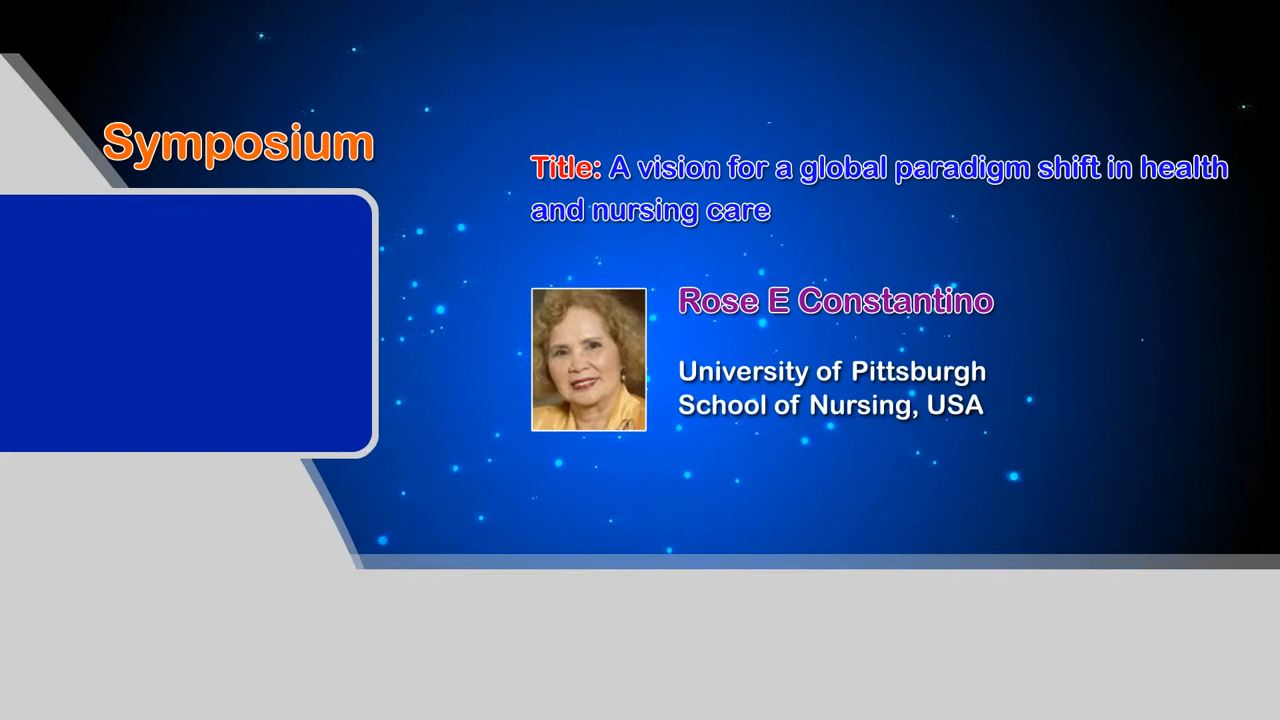 Symposium
Title: A vision for a global paradigm shift in health
and nursing care
Rose E Constantino
University of Pittsburgh
School of Nursing, USA